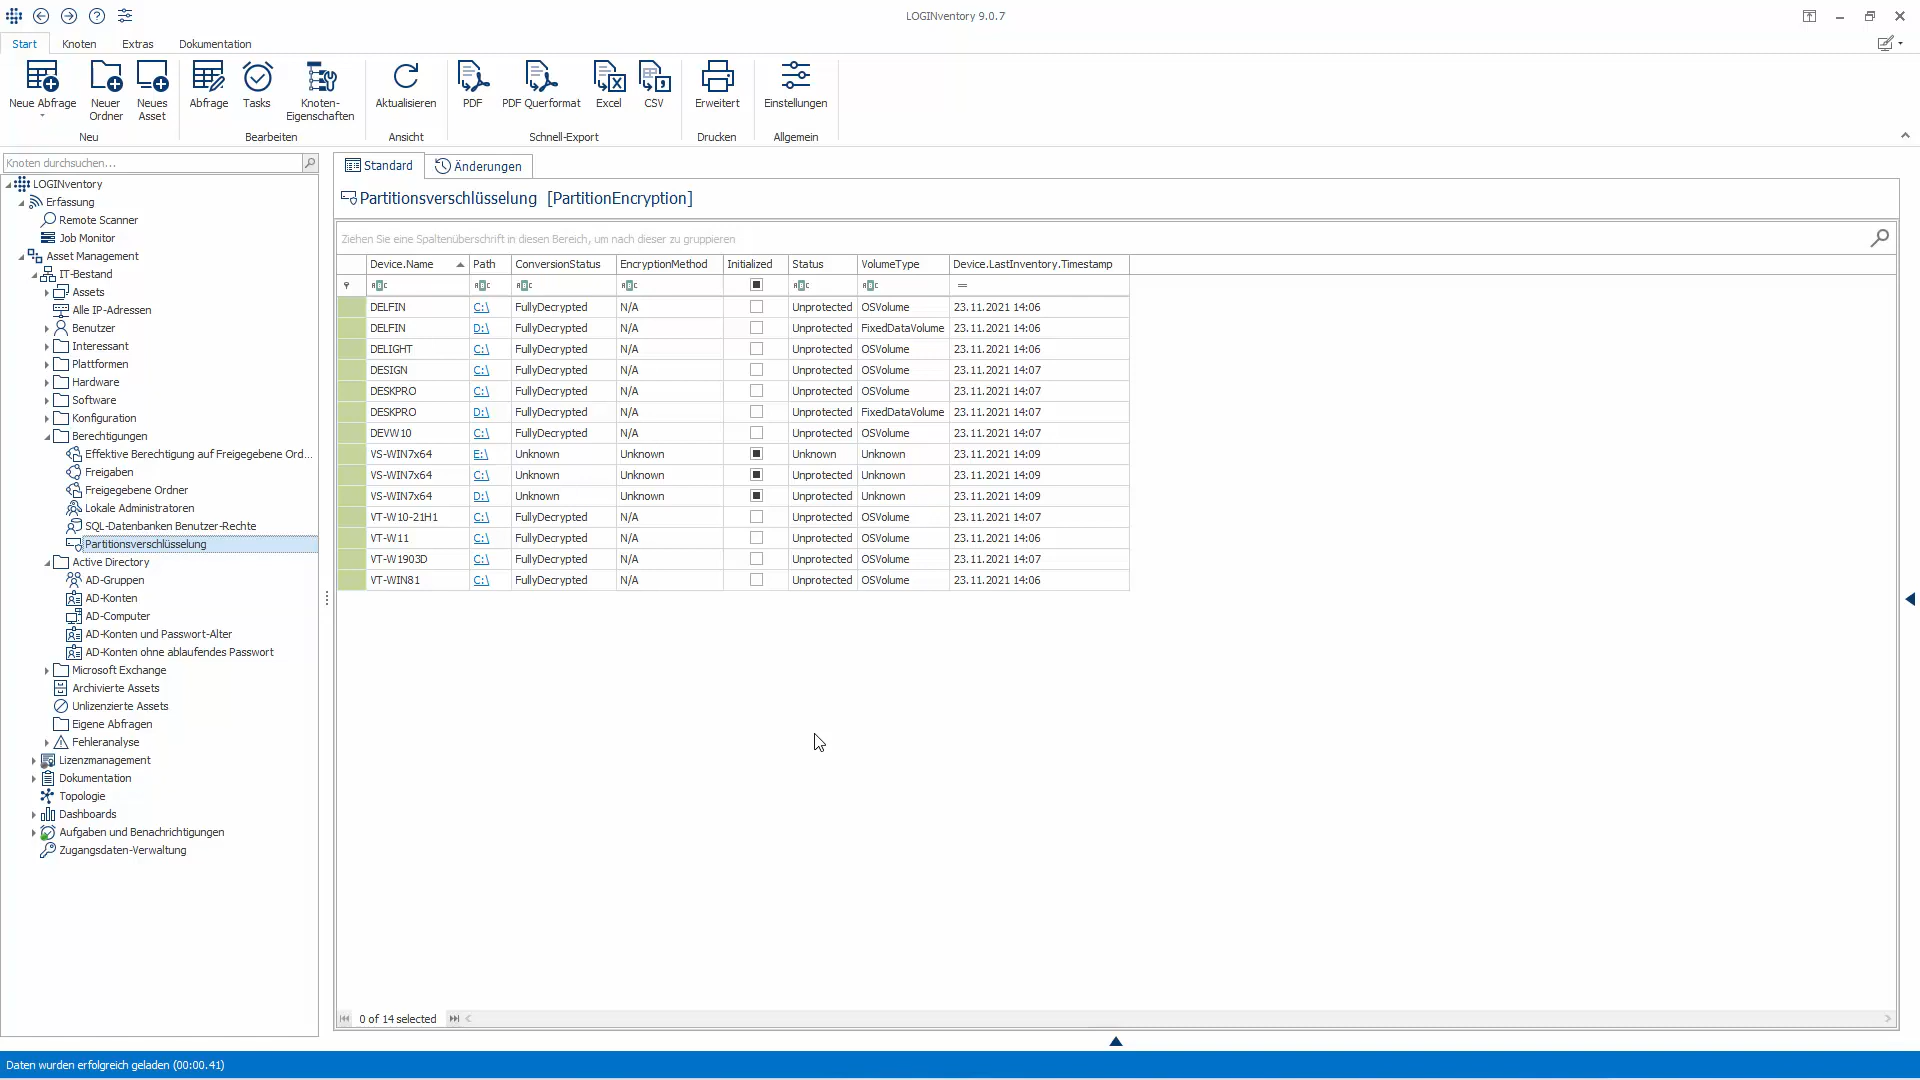 LOGINventory 9.0.7
Start Knoten Extras Dokumentation
Neue Abfrage Neuer Ordner Neues Asset Abfrage Tasks Knoten-Eigenschaften Aktualisieren PDF PDF Querformat Excel CSV Erweitert Einstellungen
Neu Bearbeiten Ansicht Schnell-Export Drucken Allgemein
Knoten durchsuchen...
LOGINventory
Erfassung
Remote Scanner
Job Monitor
Asset Management
IT-Bestand
Assets
Alle IP-Adressen
Benutzer
Interessant
Plattformen
Hardware
Software
Konfiguration
Berechtigungen
Effektive Berechtigung auf Freigegebene Ord...
Freigaben
Freigegebene Ordner
Lokale Administratoren
SQL-Datenbanken Benutzer-Rechte
Partitionsverschlüsselung
Active Directory
AD-Gruppen
AD-Konten
AD-Computer
AD-Konten und Passwort-Alter
AD-Konten ohne ablaufendes Passwort
Microsoft Exchange
Archivierte Assets
Unlizenzierte Assets
Eigene Abfragen
Fehleranalyse
Lizenzmanagement
Dokumentation
Topologie
Dashboards
Aufgaben und Benachrichtigungen
Zugangsdaten-Verwaltung
Standard Änderungen
Partitionsverschlüsselung [PartitionEncryption]
Ziehen Sie eine Spaltenüberschrift in diesen Bereich, um nach dieser zu gruppieren
Device.Name Path ConversionStatus EncryptionMethod Initialized Status VolumeType Device.LastInventory.Timestamp
DELFIN C:\ FullyDecrypted N/A Unprotected OSVolume 23.11.2021 14:06
DELFIN D:\ FullyDecrypted N/A Unprotected FixedDataVolume 23.11.2021 14:06
DELIGHT C:\ FullyDecrypted N/A Unprotected OSVolume 23.11.2021 14:06
DESIGN C:\ FullyDecrypted N/A Unprotected OSVolume 23.11.2021 14:07
DESKPRO C:\ FullyDecrypted N/A Unprotected OSVolume 23.11.2021 14:07
DESKPRO D:\ FullyDecrypted N/A Unprotected FixedDataVolume 23.11.2021 14:07
DEVW10 C:\ FullyDecrypted N/A Unprotected OSVolume 23.11.2021 14:07
VS-WIN7x64 E:\ Unknown Unknown Unknown Unknown 23.11.2021 14:09
VS-WIN7x64 C:\ Unknown Unknown Unprotected Unknown 23.11.2021 14:09
VS-WIN7x64 D:\ Unknown Unknown Unprotected Unknown 23.11.2021 14:09
VT-W10-21H1 C:\ FullyDecrypted N/A Unprotected OSVolume 23.11.2021 14:07
VT-W11 C:\ FullyDecrypted N/A Unprotected OSVolume 23.11.2021 14:06
VT-W1903D C:\ FullyDecrypted N/A Unprotected OSVolume 23.11.2021 14:07
VT-WIN81 C:\ FullyDecrypted N/A Unprotected OSVolume 23.11.2021 14:06
0 of 14 selected
Daten wurden erfolgreich geladen (00:00.41)